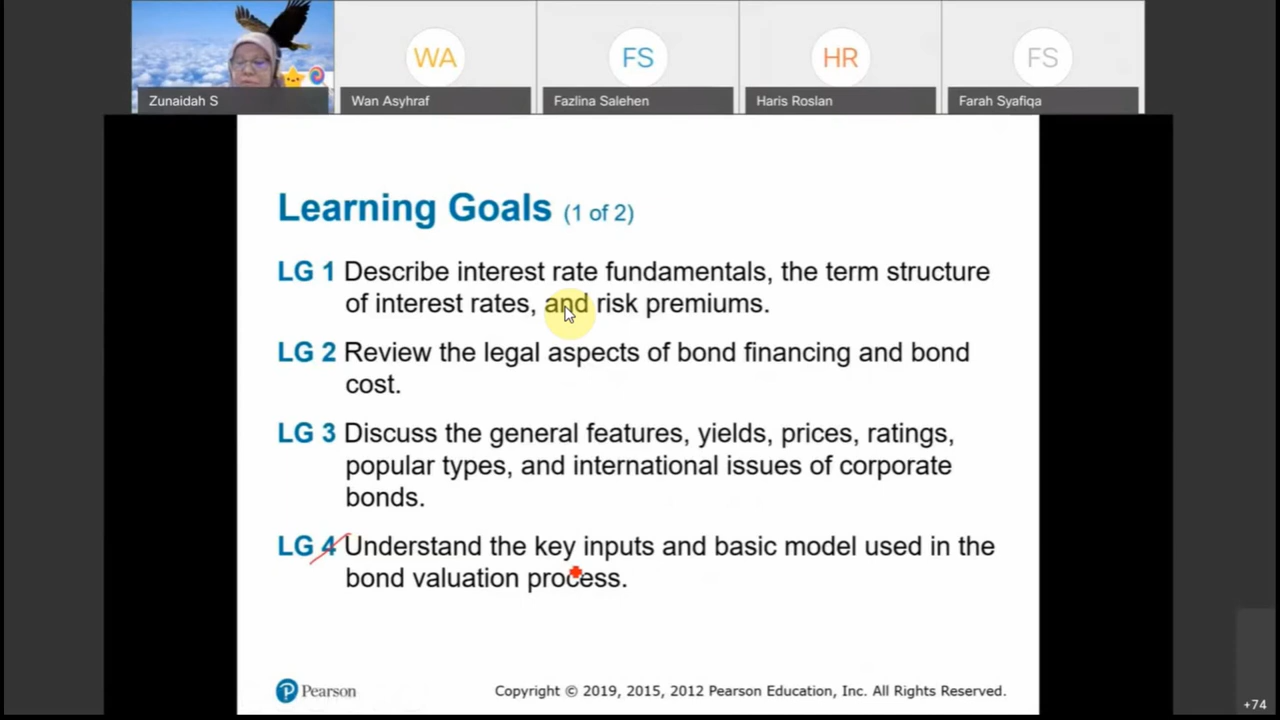 Zunaidah S
WA
Wan Asyhraf
FS
Fazlina Salehen
HR
Haris Roslan
FS
Farah Syafiqa
Learning Goals (1 of 2)
LG 1 Describe interest rate fundamentals, the term structure
of interest rates, and risk premiums.
LG 2 Review the legal aspects of bond financing and bond
cost.
LG 3 Discuss the general features, yields, prices, ratings,
popular types, and international issues of corporate
bonds.
LG 4 Understand the key inputs and basic model used in the
bond valuation process.
P Pearson
Copyright © 2019, 2015, 2012 Pearson Education, Inc. All Rights Reserved.
+74